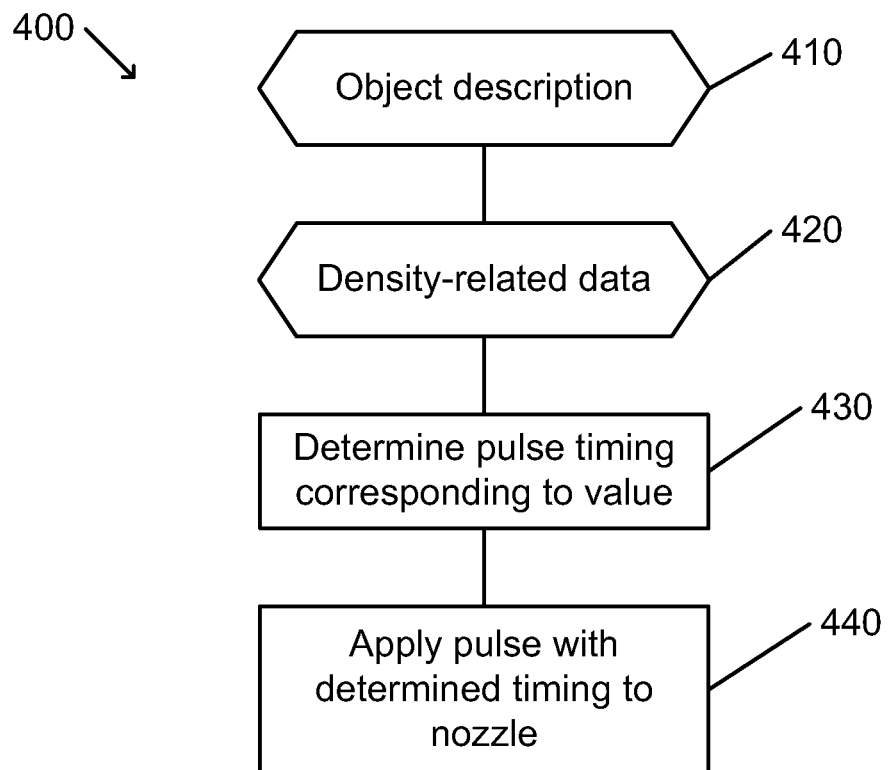 400
Object description
410
Density-related data
420
Determine pulse timing
corresponding to value
430
Apply pulse with
determined timing to
nozzle
440